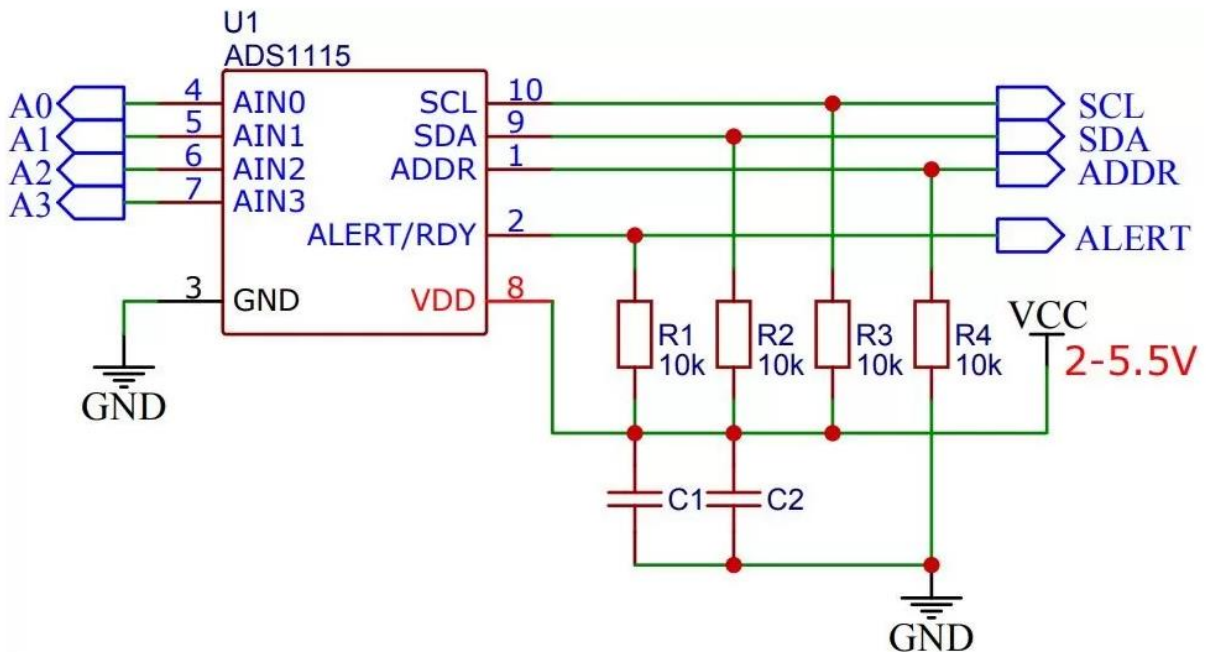 U1
ADS1115
A0 4 AIN0 SCL 10 SCL
A1 5 AIN1 SDA 9 SDA
A2 6 AIN2 ADDR 1 ADDR
A3 7 AIN3
ALERT/RDY 2 ALERT
3 GND VDD 8
VCC
R1 R2 R3 R4
10k 10k 10k 10k
2-5.5V
GND
C1 C2
GND